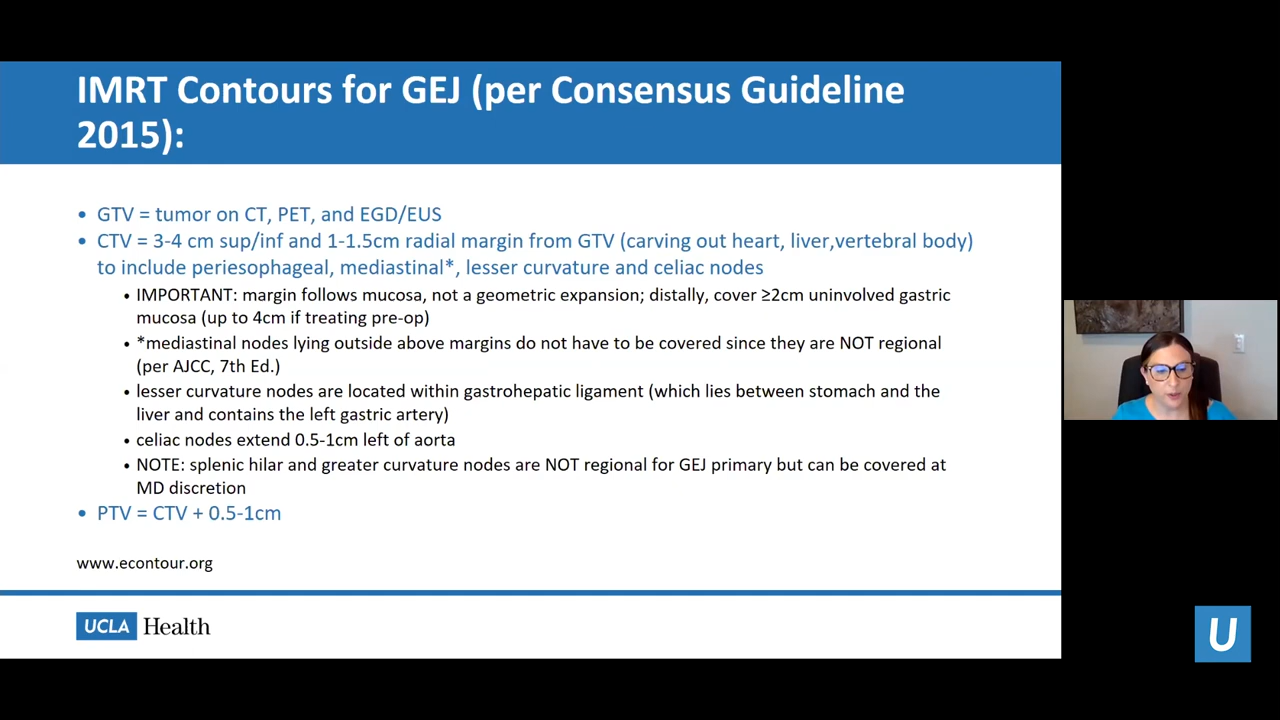 IMRT Contours for GEJ (per Consensus Guideline
2015):
• GTV = tumor on CT, PET, and EGD/EUS
• CTV = 3-4 cm sup/inf and 1-1.5cm radial margin from GTV (carving out heart, liver,vertebral body)
to include periesophageal, mediastinal*, lesser curvature and celiac nodes
• IMPORTANT: margin follows mucosa, not a geometric expansion; distally, cover ≥2cm uninvolved gastric
mucosa (up to 4cm if treating pre-op)
• *mediastinal nodes lying outside above margins do not have to be covered since they are NOT regional
(per AJCC, 7th Ed.)
• lesser curvature nodes are located within gastrohepatic ligament (which lies between stomach and the
liver and contains the left gastric artery)
• celiac nodes extend 0.5-1cm left of aorta
• NOTE: splenic hilar and greater curvature nodes are NOT regional for GEJ primary but can be covered at
MD discretion
• PTV = CTV + 0.5-1cm
www.econtour.org
UCLA Health
U